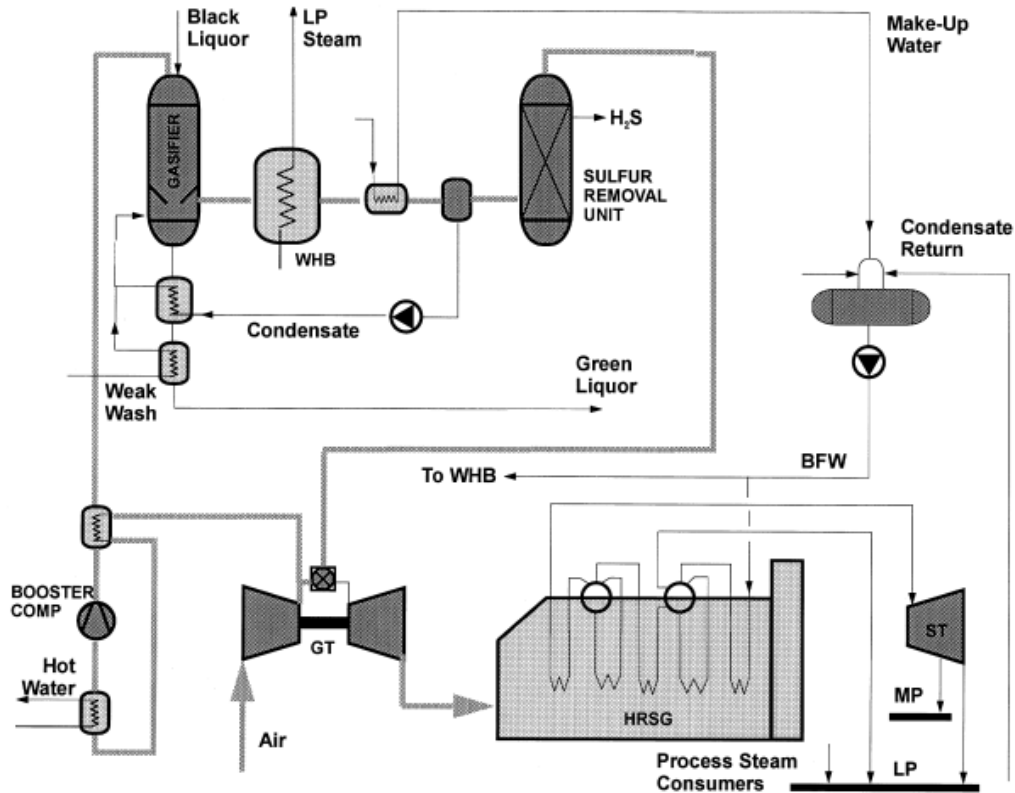 Black
Liquor
LP
Steam
Make-Up
Water
GASIFIER
H₂S
SULFUR
REMOVAL
UNIT
WHB
Condensate
Return
Condensate
Weak
Wash
Green
Liquor
To WHB
BFW
BOOSTER
COMP
GT
ST
Hot
Water
HRSG
MP
Air
Process Steam
Consumers
LP